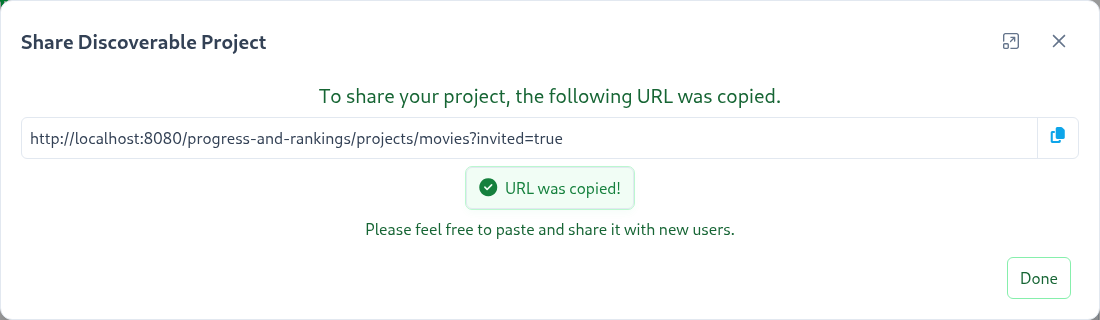 Share Discoverable Project
To share your project, the following URL was copied.
http://localhost:8080/progress-and-rankings/projects/movies?invited=true
URL was copied!
Please feel free to paste and share it with new users.
Done